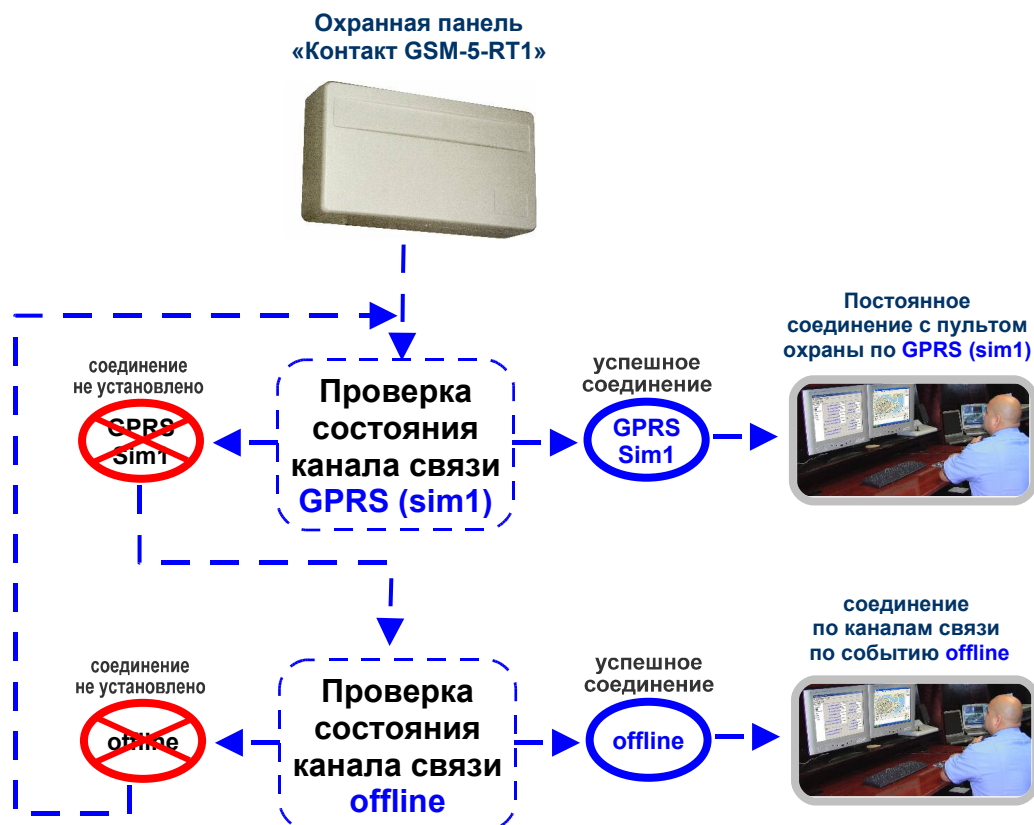 Охранная панель
«Контакт GSM-5-RT1»
Постоянное
соединение с пультом
охраны по GPRS (sim1)
соединение
не установлено
GPRS
Sim1
Проверка
состояния
канала связи
GPRS (sim1)
успешное
соединение
GPRS
Sim1
соединение
по каналам связи
по событию offline
соединение
не установлено
offline
Проверка
состояния
канала связи
offline
успешное
соединение
offline